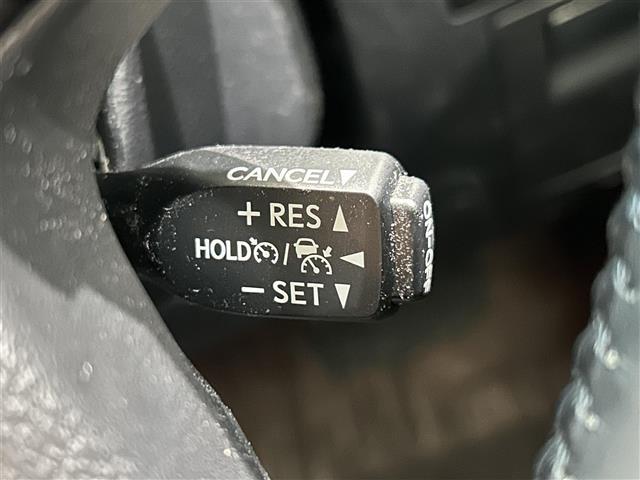 CANCEL▼
+ RES ▲
HOLD / ◀
− SET ▼
ON·OFF